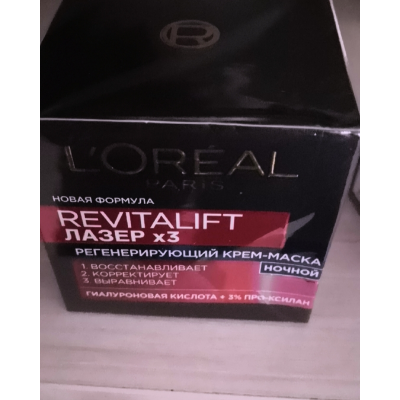 R
L'ORÉAL
PARIS
НОВАЯ ФОРМУЛА
REVITALIFT
ЛАЗЕР x3
РЕГЕНЕРИРУЮЩИЙ КРЕМ-МАСКА
НОЧНОЙ
1. ВОССТАНАВЛИВАЕТ
2. КОРРЕКТИРУЕТ
3. ВЫРАВНИВАЕТ
ГИАЛУРОНОВАЯ КИСЛОТА + 3% ПРО-КСИЛАН